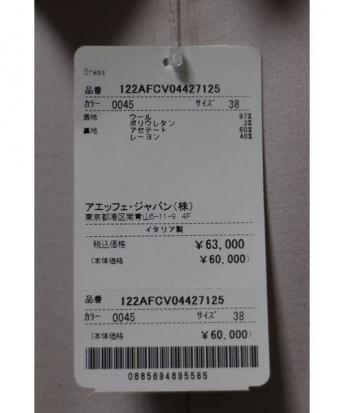 Dress
品番 122AFCV04427125
カラー 0045 サイズ 38
表地 ウール 97%
ポリウレタン 3%
裏地 アセテート 60%
レーヨン 40%
アエッフェ・ジャパン(株)
東京都港区南青山5-11-9 4F
イタリア製
税込価格 ¥63,000
(本体価格 ¥60,000)
品番 122AFCV04427125
カラー 0045 サイズ 38
(本体価格) ¥60,000
0885694895565